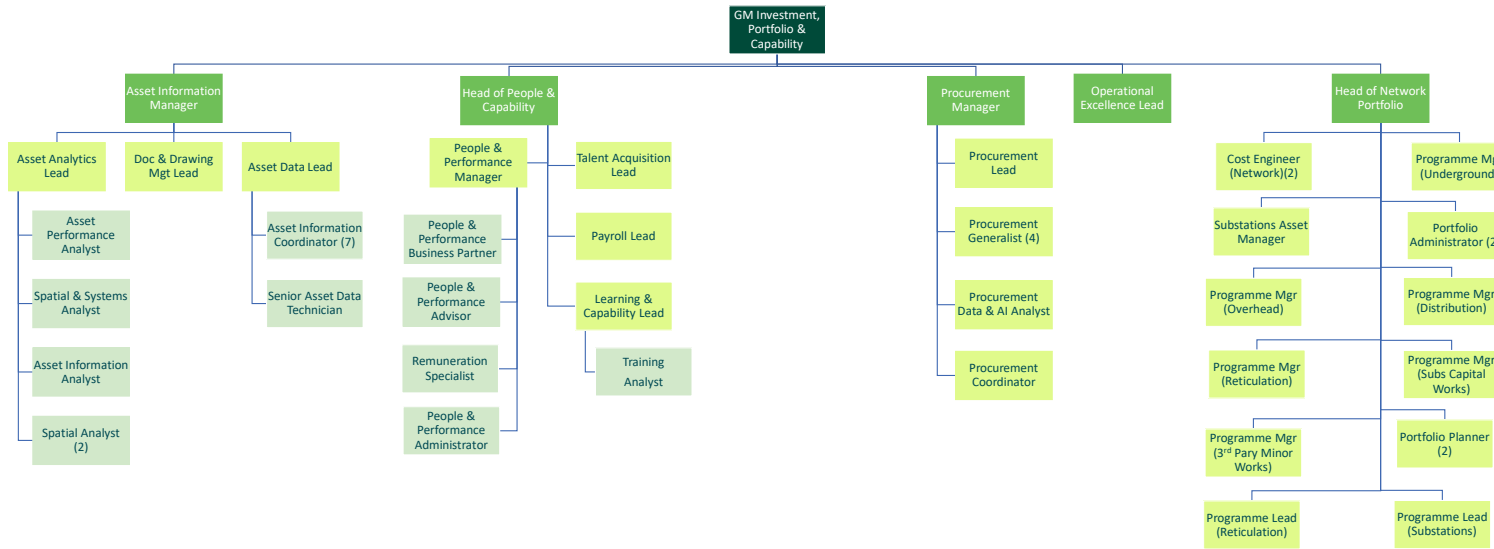 GM Investment,
Portfolio &
Capability
Asset Information
Manager
Head of People &
Capability
Procurement
Manager
Operational
Excellence Lead
Head of Network
Portfolio
Asset Analytics
Lead
Doc & Drawing
Mgt Lead
Asset Data Lead
Asset
Performance
Analyst
Spatial & Systems
Analyst
Asset Information
Analyst
Spatial Analyst
(2)
Asset Information
Coordinator (7)
Senior Asset Data
Technician
People &
Performance
Manager
Talent Acquisition
Lead
People &
Performance
Business Partner
Payroll Lead
People &
Performance
Advisor
Learning &
Capability Lead
Remuneration
Specialist
Training
Analyst
People &
Performance
Administrator
Procurement
Lead
Procurement
Generalist (4)
Procurement
Data & AI Analyst
Procurement
Coordinator
Cost Engineer
(Network)(2)
Programme Mg
(Underground
Substations Asset
Manager
Portfolio
Administrator (2
Programme Mgr
(Overhead)
Programme Mgr
(Distribution)
Programme Mgr
(Reticulation)
Programme Mgr
(Subs Capital
Works)
Programme Mgr
(3rd Pary Minor
Works)
Portfolio Planner
(2)
Programme Lead
(Reticulation)
Programme Lead
(Substations)